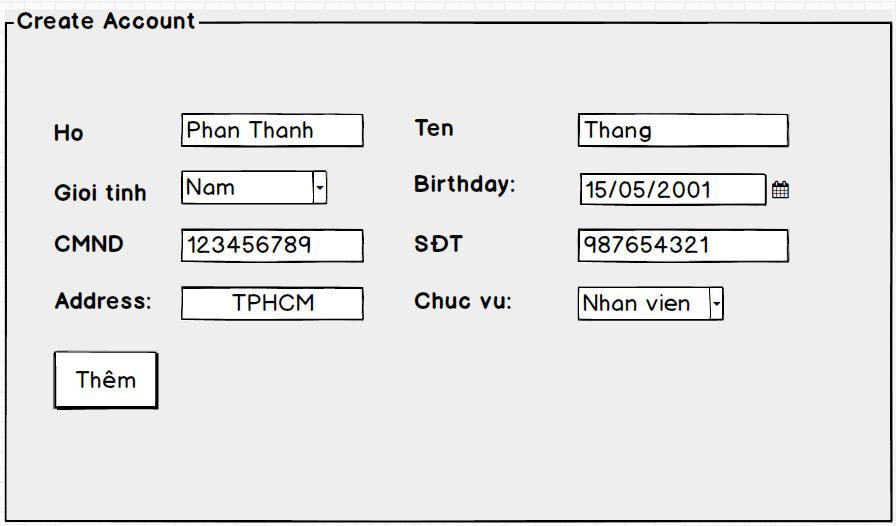 Create Account
Ho Phan Thanh Ten Thang
Gioi tinh Nam Birthday: 15/05/2001
CMND 123456789 SĐT 987654321
Address: TPHCM Chuc vu: Nhan vien
Thêm